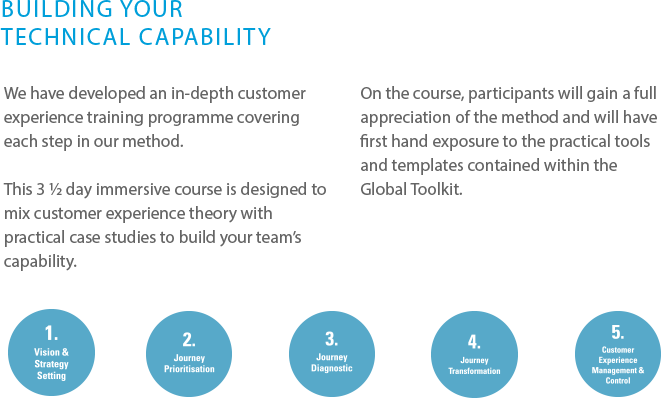 BUILDING YOUR
TECHNICAL CAPABILITY
We have developed an in-depth customer
experience training programme covering
each step in our method.
This 3 ½ day immersive course is designed to
mix customer experience theory with
practical case studies to build your team’s
capability.
On the course, participants will gain a full
appreciation of the method and will have
first hand exposure to the practical tools
and templates contained within the
Global Toolkit.
1.
Vision &
Strategy
Setting
2.
Journey
Prioritisation
3.
Journey
Diagnostic
4.
Journey
Transformation
5.
Customer
Experience
Management &
Control